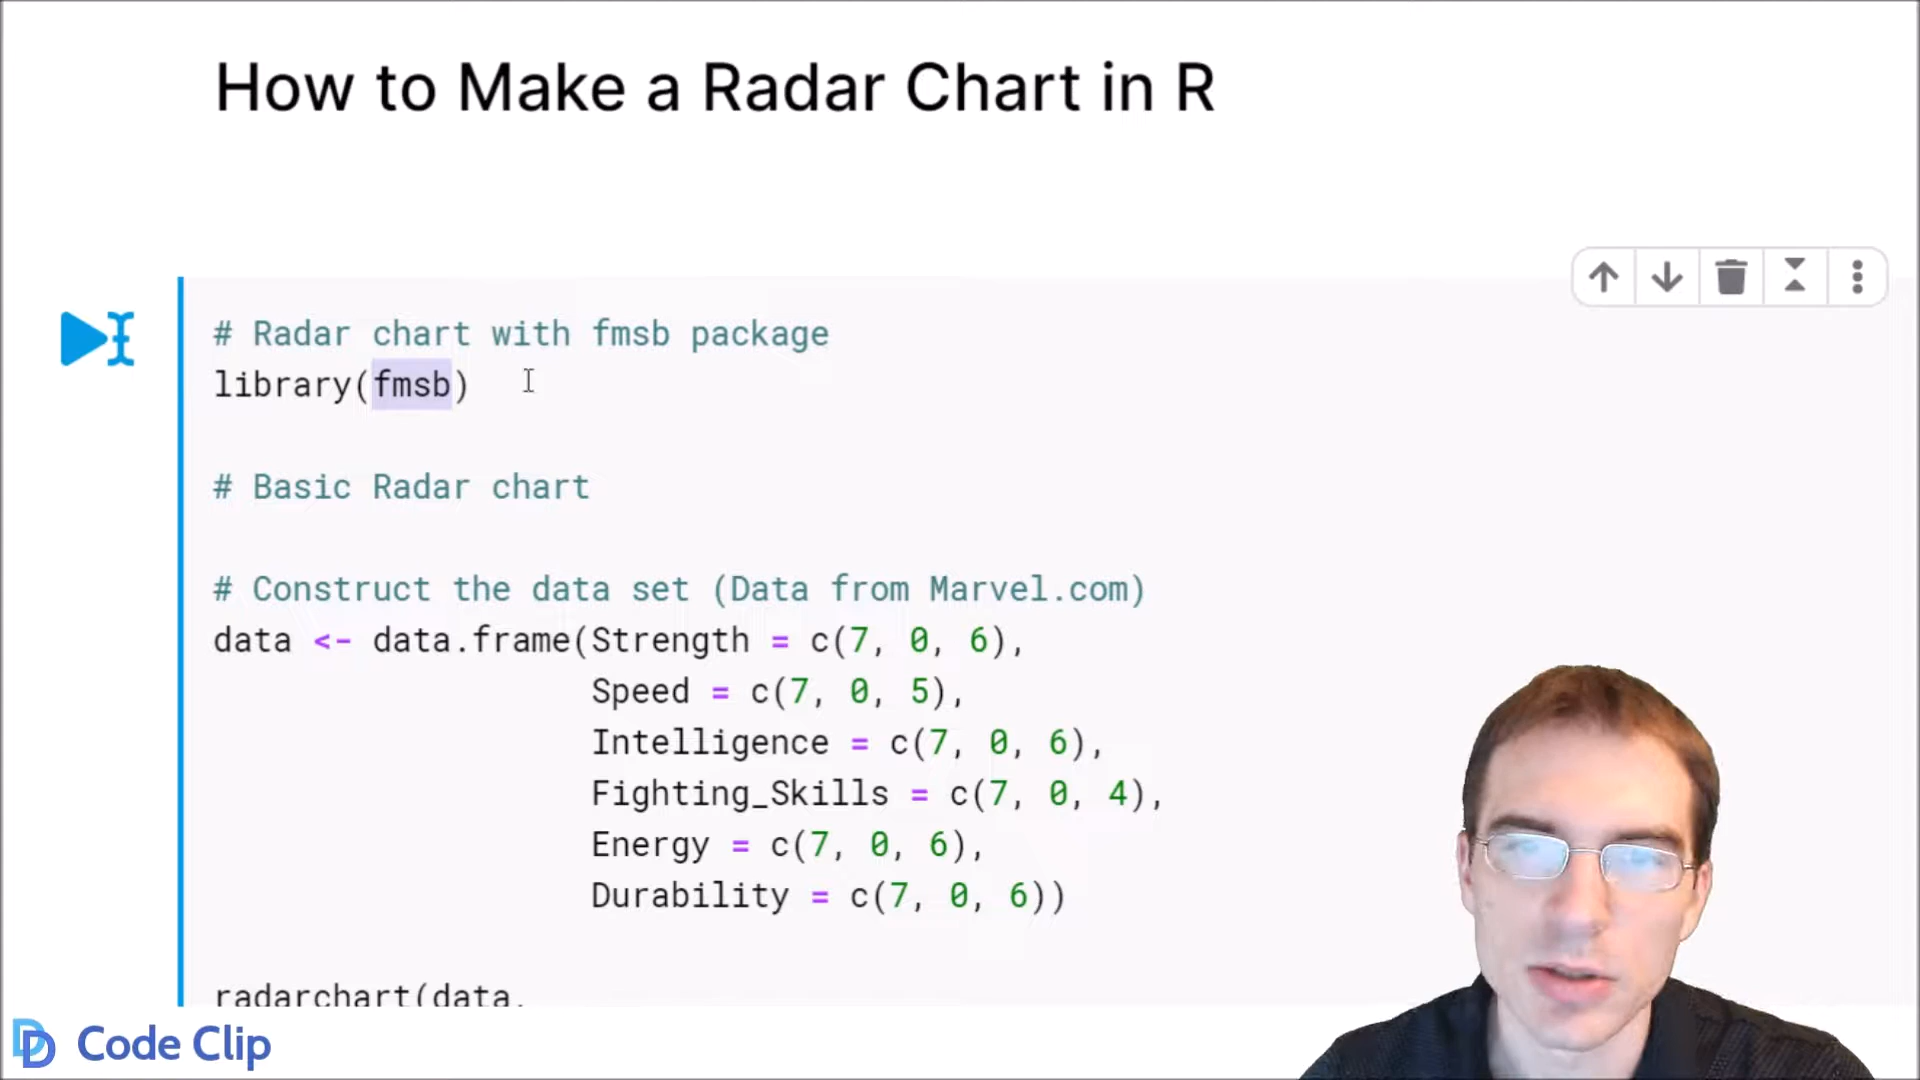 How to Make a Radar Chart in R
# Radar chart with fmsb package
library(fmsb)
# Basic Radar chart
# Construct the data set (Data from Marvel.com)
data <- data.frame(Strength = c(7, 0, 6),
Speed = c(7, 0, 5),
Intelligence = c(7, 0, 6),
Fighting_Skills = c(7, 0, 4),
Energy = c(7, 0, 6),
Durability = c(7, 0, 6))
radarchart(data,
Code Clip